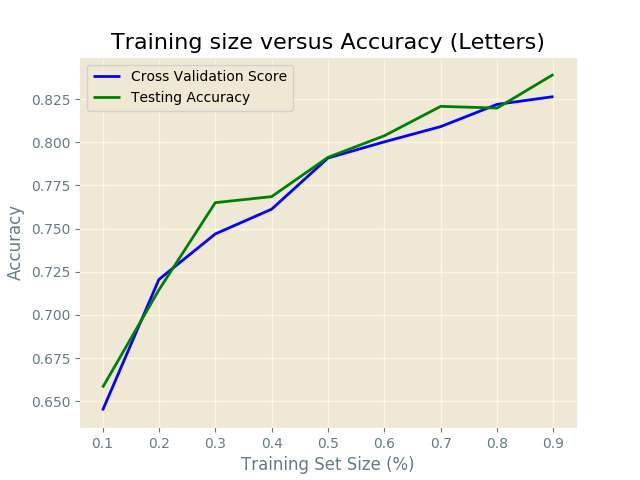 Training size versus Accuracy (Letters)
Cross Validation Score
Testing Accuracy
Accuracy
0.825
0.800
0.775
0.750
0.725
0.700
0.675
0.650
0.1 0.2 0.3 0.4 0.5 0.6 0.7 0.8 0.9
Training Set Size (%)